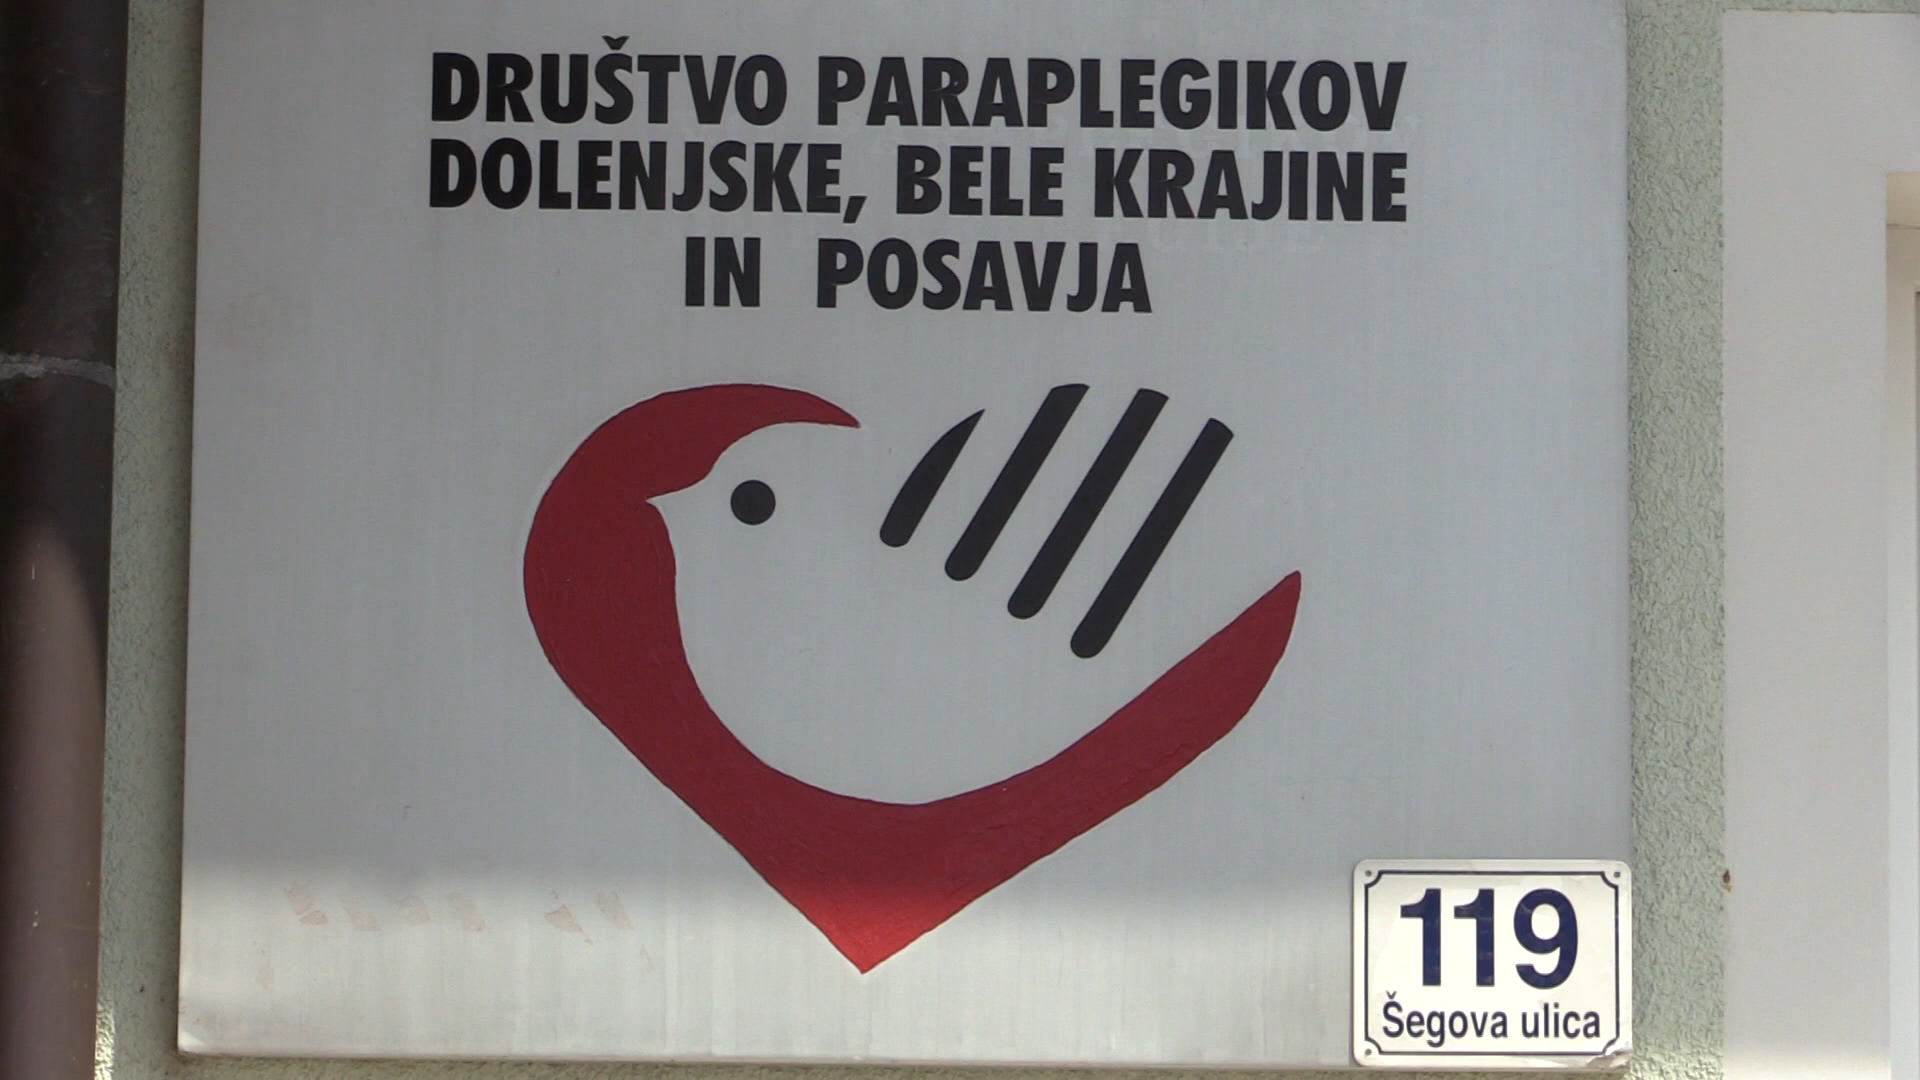 DRUŠTVO PARAPLEGIKOV
DOLENJSKE, BELE KRAJINE
IN POSAVJA
119
Šegova ulica